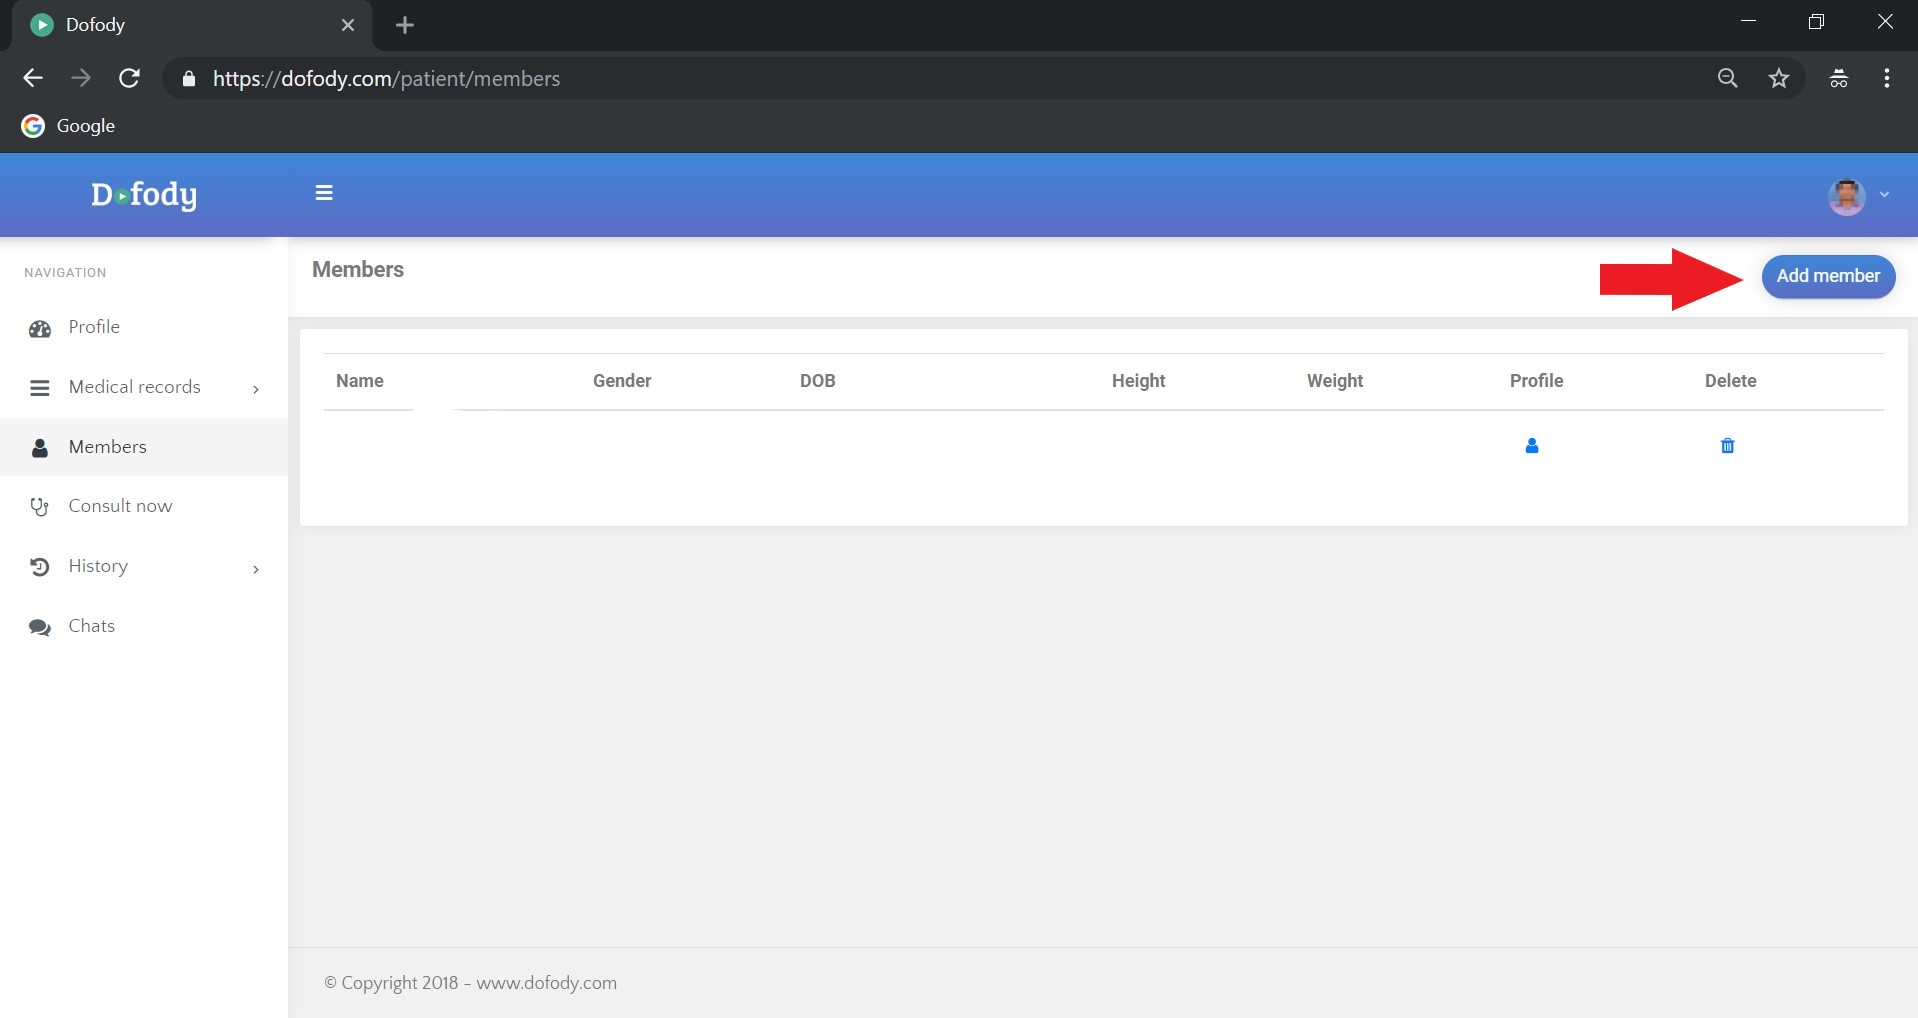 Dofody
https://dofody.com/patient/members
Google
Dofody
NAVIGATION
Profile
Medical records
Members
Consult now
History
Chats
Members
Add member
Name Gender DOB Height Weight Profile Delete
© Copyright 2018 - www.dofody.com